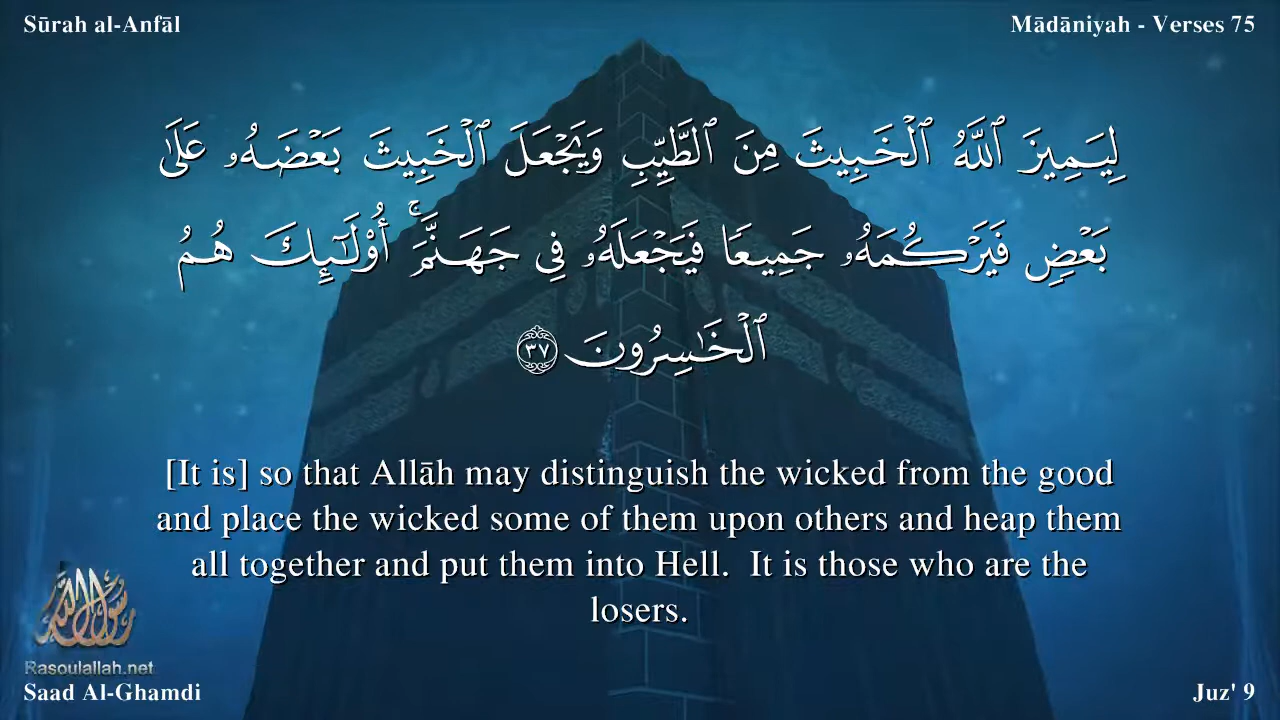 Sūrah al-Anfāl
Mādāniyah - Verses 75
لِيَمِيزَ ٱللَّهُ ٱلْخَبِيثَ مِنَ ٱلطَّيِّبِ وَيَجْعَلَ ٱلْخَبِيثَ بَعْضَهُۥ عَلَىٰ
بَعْضٍ فَيَرْكُمَهُۥ جَمِيعًا فَيَجْعَلَهُۥ فِى جَهَنَّمَ ۚ أُو۟لَـٰٓئِكَ هُمُ
ٱلْخَـٰسِرُونَ ٣٧
[It is] so that Allāh may distinguish the wicked from the good
and place the wicked some of them upon others and heap them
all together and put them into Hell.  It is those who are the
losers.
رسول الله
Rasoulallah.net
Saad Al-Ghamdi
Juz' 9